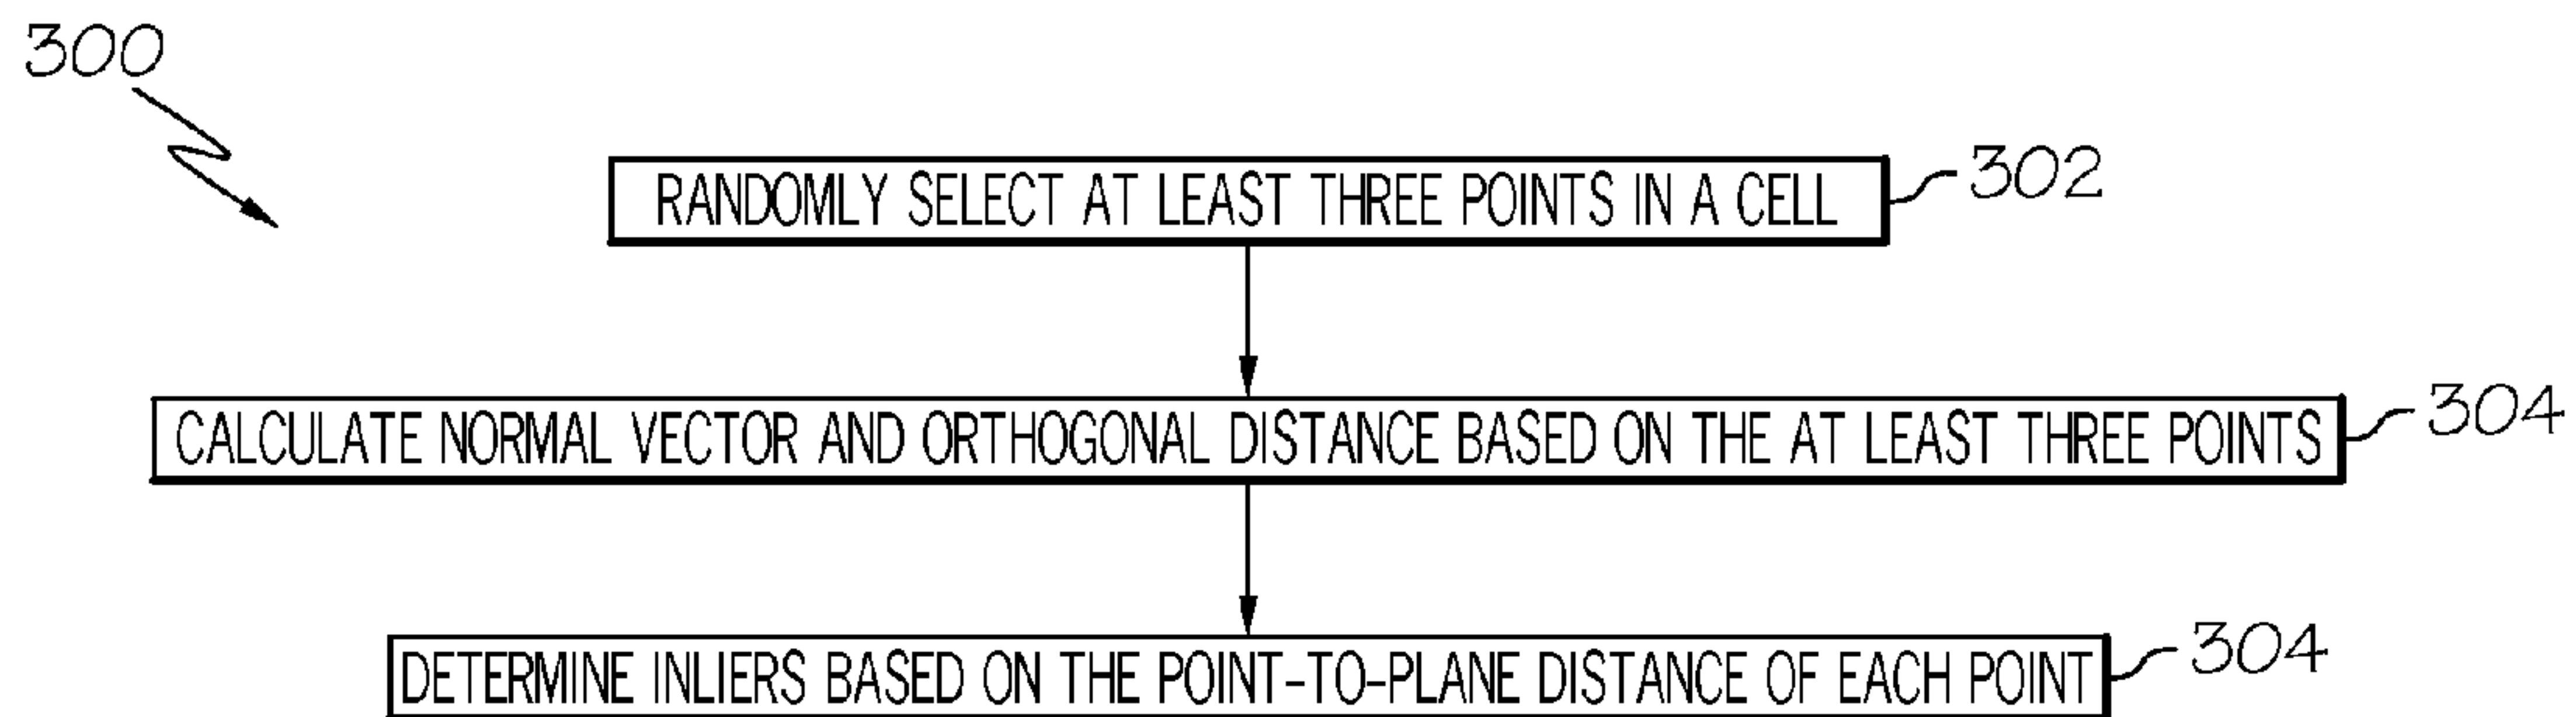 300
RANDOMLY SELECT AT LEAST THREE POINTS IN A CELL
302
CALCULATE NORMAL VECTOR AND ORTHOGONAL DISTANCE BASED ON THE AT LEAST THREE POINTS
304
DETERMINE INLIERS BASED ON THE POINT-TO-PLANE DISTANCE OF EACH POINT
304